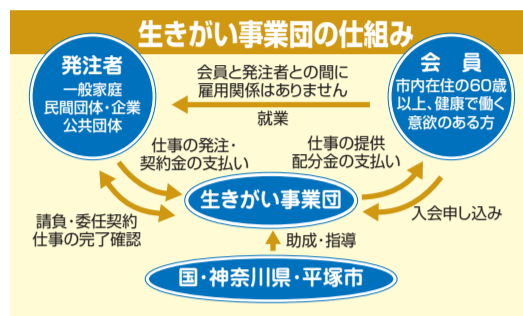 生きがい事業団の仕組み
発注者
一般家庭
民間団体・企業
公共団体
会員と発注者との間に
雇用関係はありません
就業
会 員
市内在住の60歳
以上、健康で働く
意欲のある方
仕事の発注・
契約金の支払い
仕事の提供
配分金の支払い
生きがい事業団
請負・委任契約
仕事の完了確認
入会申し込み
助成・指導
国・神奈川県・平塚市